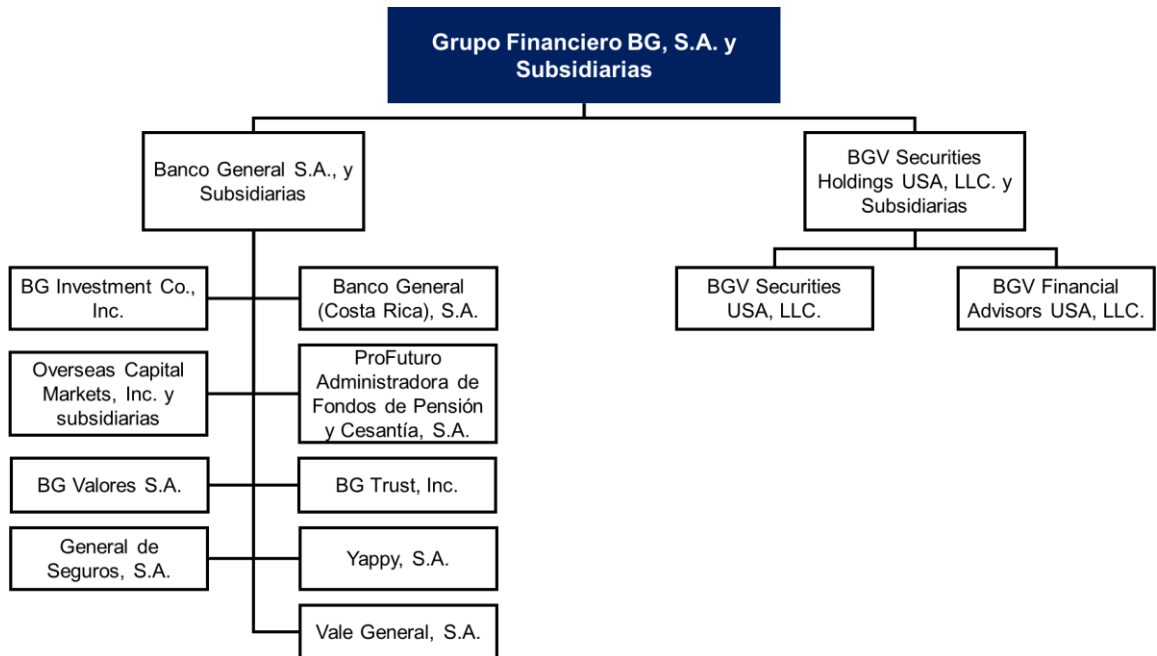 Grupo Financiero BG, S.A. y
Subsidiarias
Banco General S.A., y
Subsidiarias
BGV Securities
Holdings USA, LLC. y
Subsidiarias
BG Investment Co.,
Inc.
Banco General
(Costa Rica), S.A.
BGV Securities
USA, LLC.
BGV Financial
Advisors USA, LLC.
Overseas Capital
Markets, Inc. y
subsidiarias
ProFuturo
Administradora de
Fondos de Pensión
y Cesantía, S.A.
BG Valores S.A.
BG Trust, Inc.
General de
Seguros, S.A.
Yappy, S.A.
Vale General, S.A.